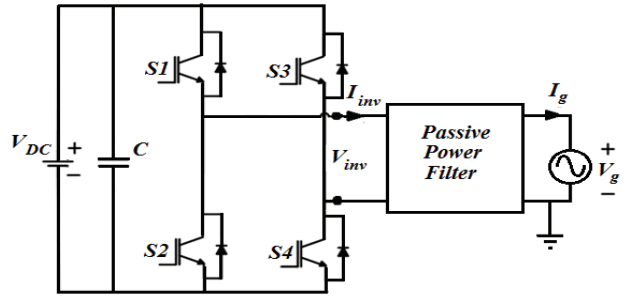 S1
S3
I_inv
I_g
V_DC
+
−
C
V_inv
Passive
Power
Filter
+
V_g
−
S2
S4